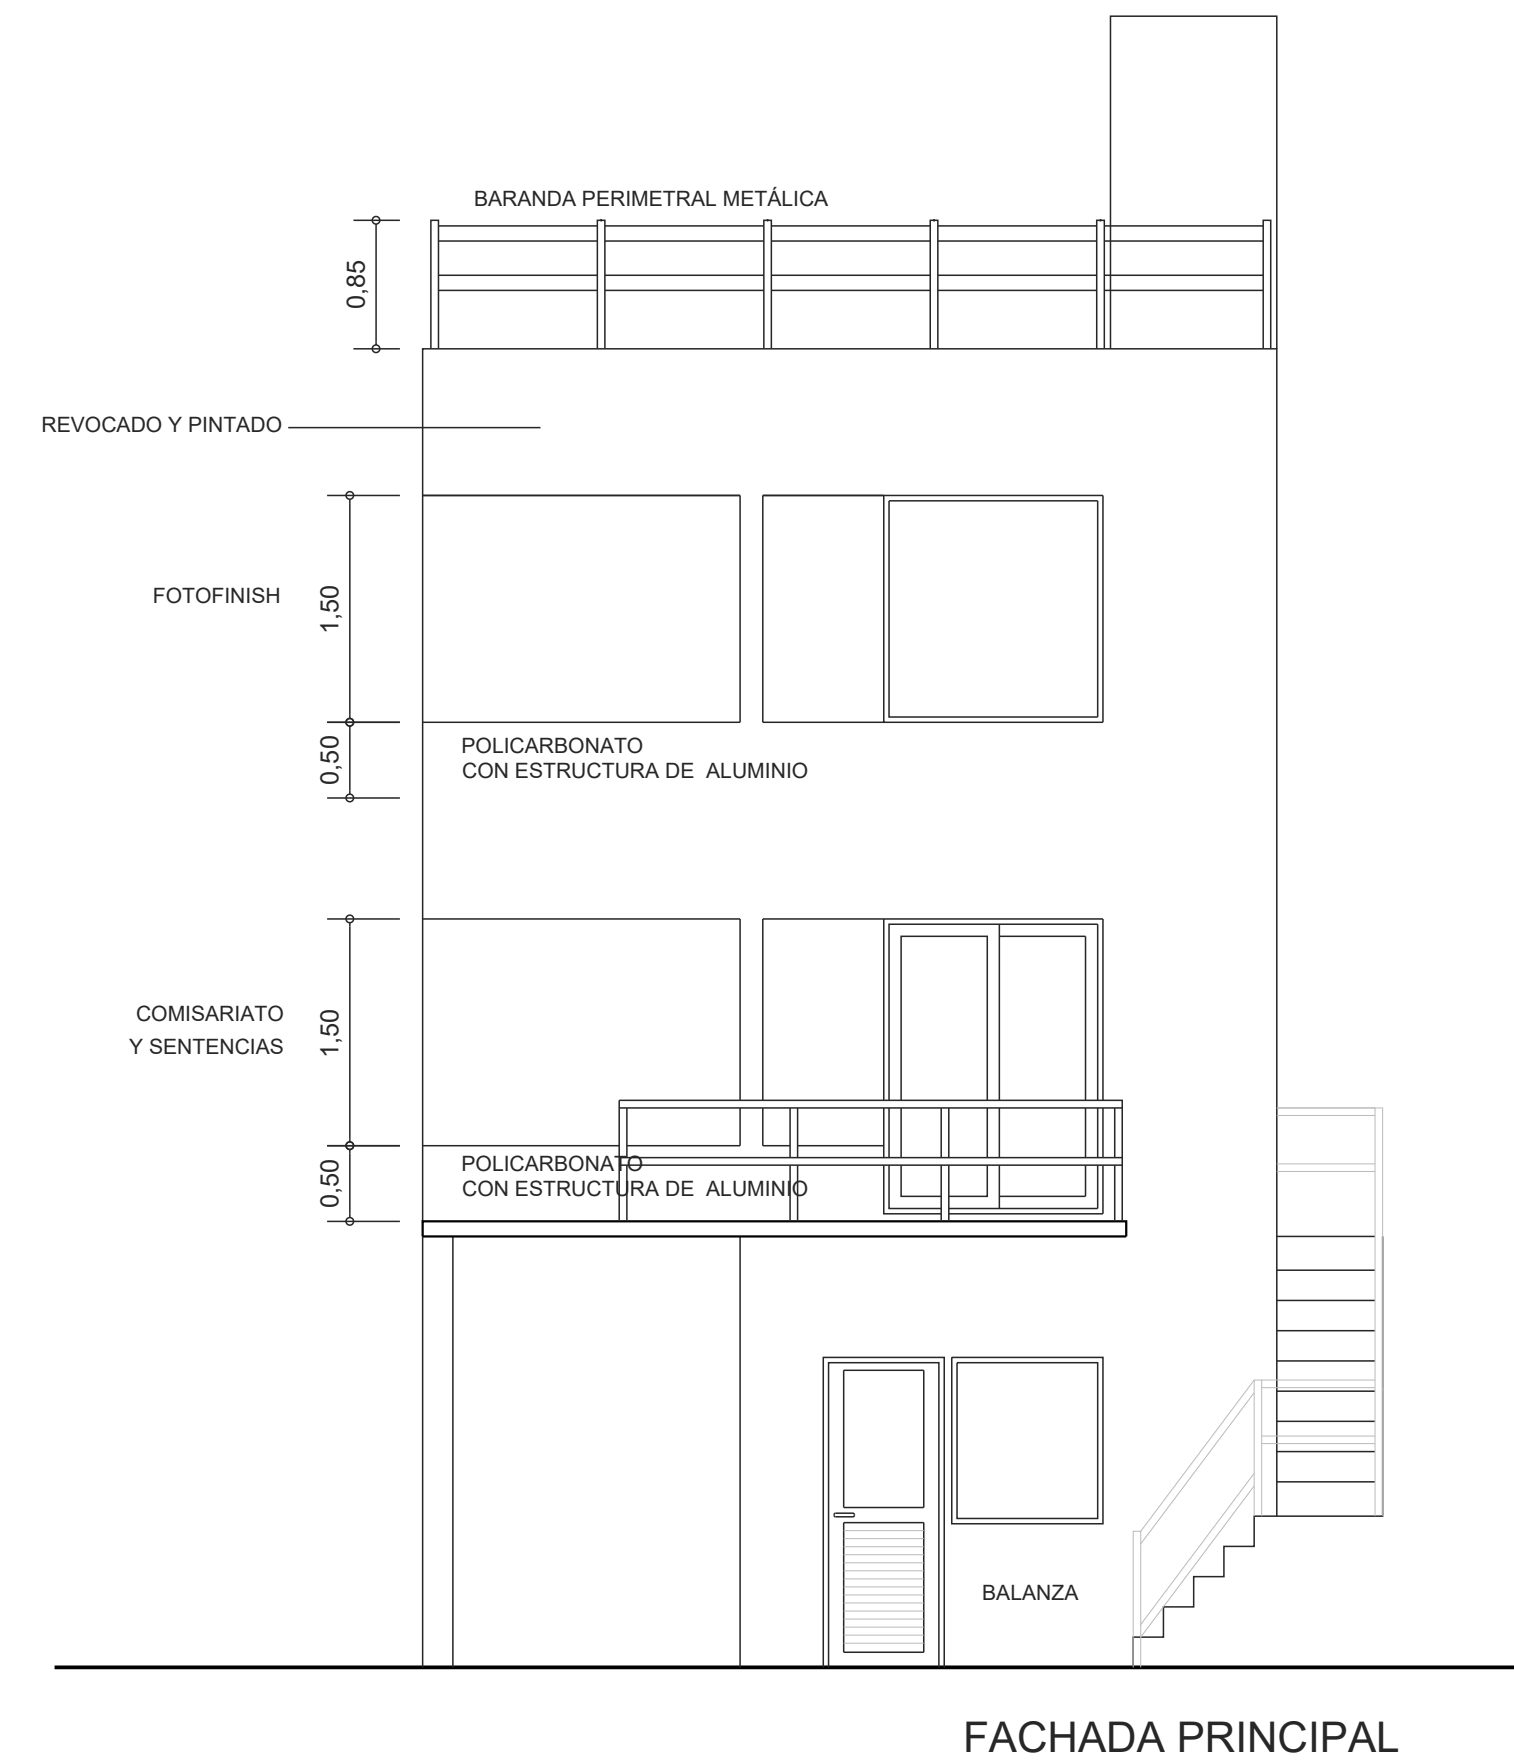 BARANDA PERIMETRAL METÁLICA
0,85
REVOCADO Y PINTADO
FOTOFINISH
1,50
0,50
POLICARBONATO
CON ESTRUCTURA DE ALUMINIO
COMISARIATO
Y SENTENCIAS
1,50
0,50
POLICARBONATO
CON ESTRUCTURA DE ALUMINIO
BALANZA
FACHADA PRINCIPAL